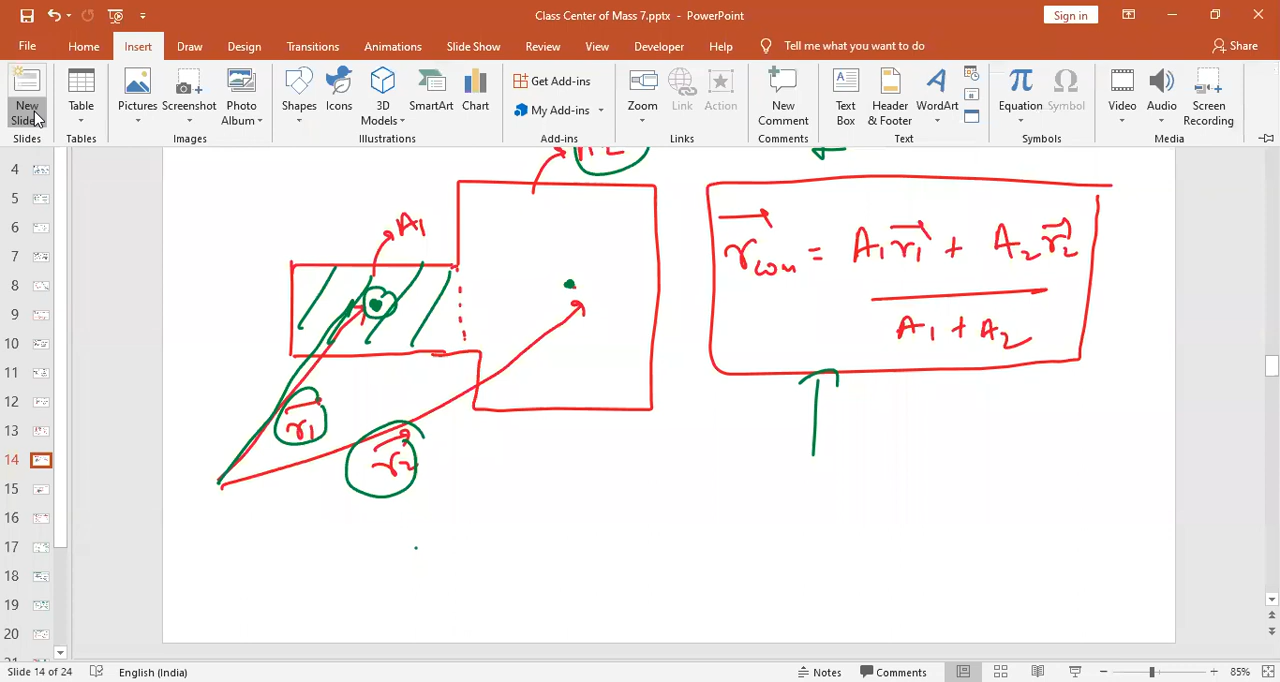 Class Center of Mass 7.pptx - PowerPoint
Sign in
File Home Insert Draw Design Transitions Animations Slide Show Review View Developer Help Tell me what you want to do Share
New Slide
Table
Pictures
Screenshot
Photo Album
Shapes
Icons
3D Models
SmartArt
Chart
Get Add-ins
My Add-ins
Zoom
Link
Action
New Comment
Text Box
Header & Footer
WordArt
Equation
Symbol
Video
Audio
Screen Recording
Slides Tables Images Illustrations Add-ins Links Comments Text Symbols Media
4
5
6
7
8
9
10
11
12
13
14
15
16
17
18
19
20
A1
r1
r2
rcom = A1 r1 + A2 r2
A1 + A2
Slide 14 of 24 English (India) Notes Comments 85%